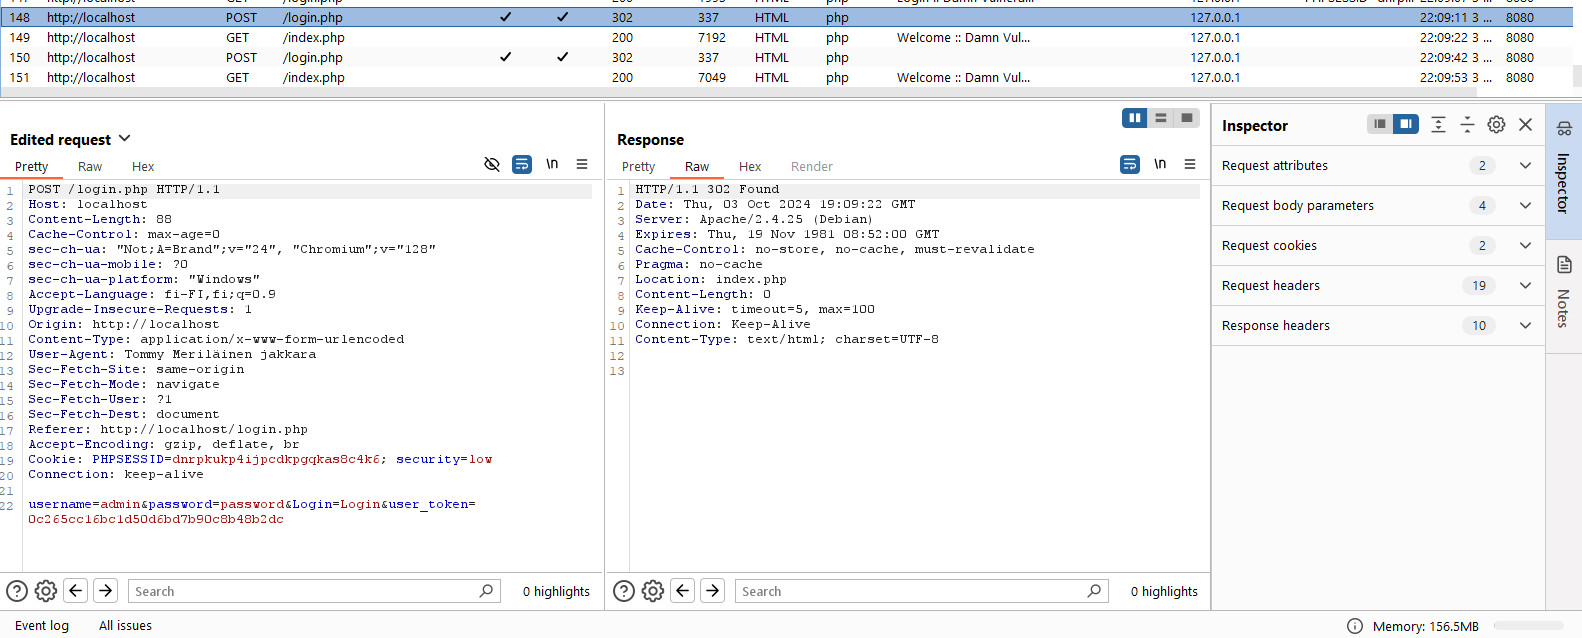 148 http://localhost POST /login.php ✓ ✓ 302 337 HTML php 127.0.0.1 22:09:11 3 ... 8080
149 http://localhost GET /index.php 200 7192 HTML php Welcome :: Damn Vul... 127.0.0.1 22:09:22 3 ... 8080
150 http://localhost POST /login.php ✓ ✓ 302 337 HTML php 127.0.0.1 22:09:42 3 ... 8080
151 http://localhost GET /index.php 200 7049 HTML php Welcome :: Damn Vul... 127.0.0.1 22:09:53 3 ... 8080
Edited request
Pretty Raw Hex
\n
1 POST /login.php HTTP/1.1
2 Host: localhost
3 Content-Length: 88
4 Cache-Control: max-age=0
5 sec-ch-ua: "Not;A=Brand";v="24", "Chromium";v="128"
6 sec-ch-ua-mobile: ?0
7 sec-ch-ua-platform: "Windows"
8 Accept-Language: fi-FI,fi;q=0.9
9 Upgrade-Insecure-Requests: 1
10 Origin: http://localhost
11 Content-Type: application/x-www-form-urlencoded
12 User-Agent: Tommy Meriläinen jakkara
13 Sec-Fetch-Site: same-origin
14 Sec-Fetch-Mode: navigate
15 Sec-Fetch-User: ?1
16 Sec-Fetch-Dest: document
17 Referer: http://localhost/login.php
18 Accept-Encoding: gzip, deflate, br
19 Cookie: PHPSESSID=dnrpkukp4ijpcdkpgqkas8c4k6; security=low
20 Connection: keep-alive
21
22 username=admin&password=password&Login=Login&user_token=
0c265cc16bc1d50d6bd7b90c8b48b2dc
Search
0 highlights
Response
Pretty Raw Hex Render
\n
1 HTTP/1.1 302 Found
2 Date: Thu, 03 Oct 2024 19:09:22 GMT
3 Server: Apache/2.4.25 (Debian)
4 Expires: Thu, 19 Nov 1981 08:52:00 GMT
5 Cache-Control: no-store, no-cache, must-revalidate
6 Pragma: no-cache
7 Location: index.php
8 Content-Length: 0
9 Keep-Alive: timeout=5, max=100
10 Connection: Keep-Alive
11 Content-Type: text/html; charset=UTF-8
12
13
Search
0 highlights
Inspector
Request attributes 2
Request body parameters 4
Request cookies 2
Request headers 19
Response headers 10
Inspector
Notes
Event log All issues
Memory: 156.5MB